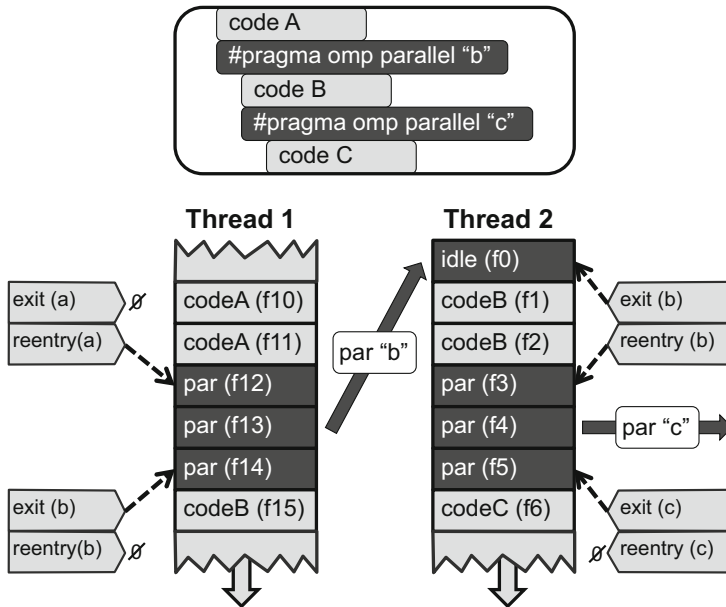 code A
#pragma omp parallel “b”
code B
#pragma omp parallel “c”
code C
Thread 1
Thread 2
idle (f0)
exit (a)
∅
codeA (f10)
codeB (f1)
exit (b)
reentry(a)
codeA (f11)
par “b”
codeB (f2)
reentry (b)
par (f12)
par (f3)
par (f13)
par (f4)
par “c”
par (f14)
par (f5)
exit (b)
codeB (f15)
codeC (f6)
exit (c)
reentry(b)
∅
∅
reentry (c)